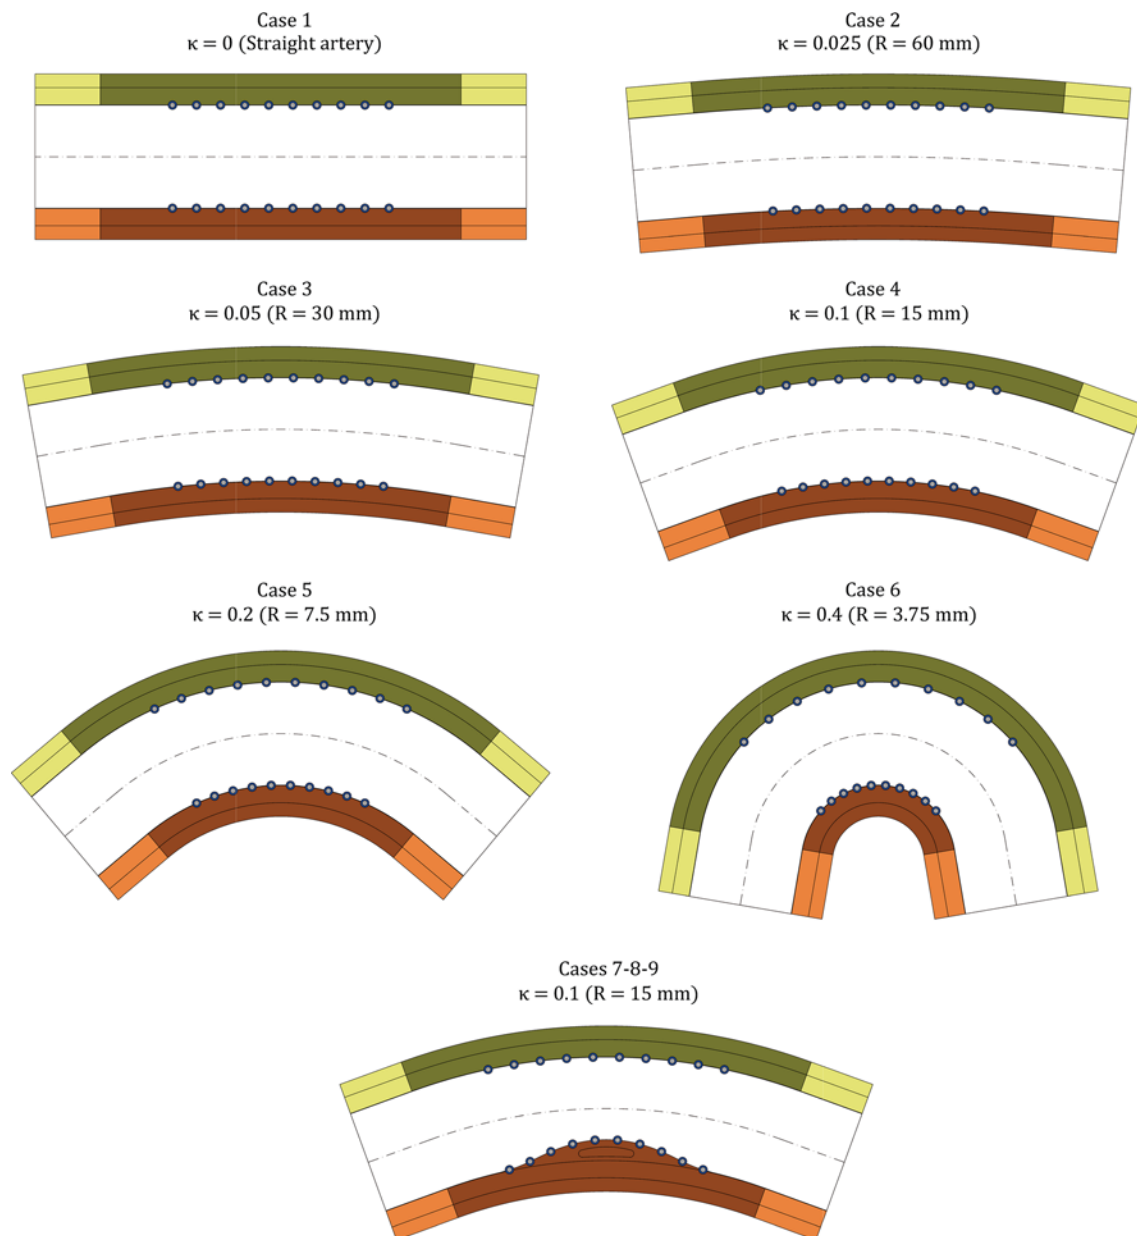 Case 1
κ = 0 (Straight artery)
Case 2
κ = 0.025 (R = 60 mm)
Case 3
κ = 0.05 (R = 30 mm)
Case 4
κ = 0.1 (R = 15 mm)
Case 5
κ = 0.2 (R = 7.5 mm)
Case 6
κ = 0.4 (R = 3.75 mm)
Cases 7-8-9
κ = 0.1 (R = 15 mm)